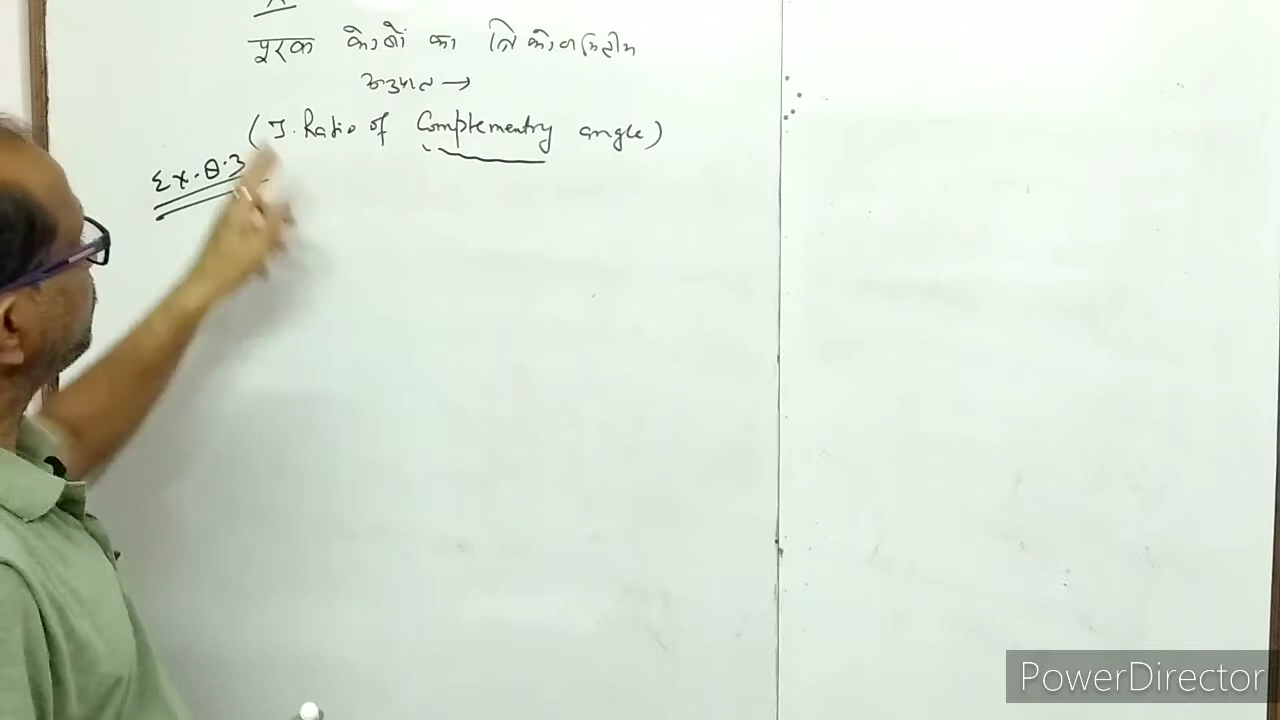 पूरक कोणों का त्रिकोणमितीय
अनुपात →
(T. Ratio of Complementry angle)
Ex. 8.3
PowerDirector